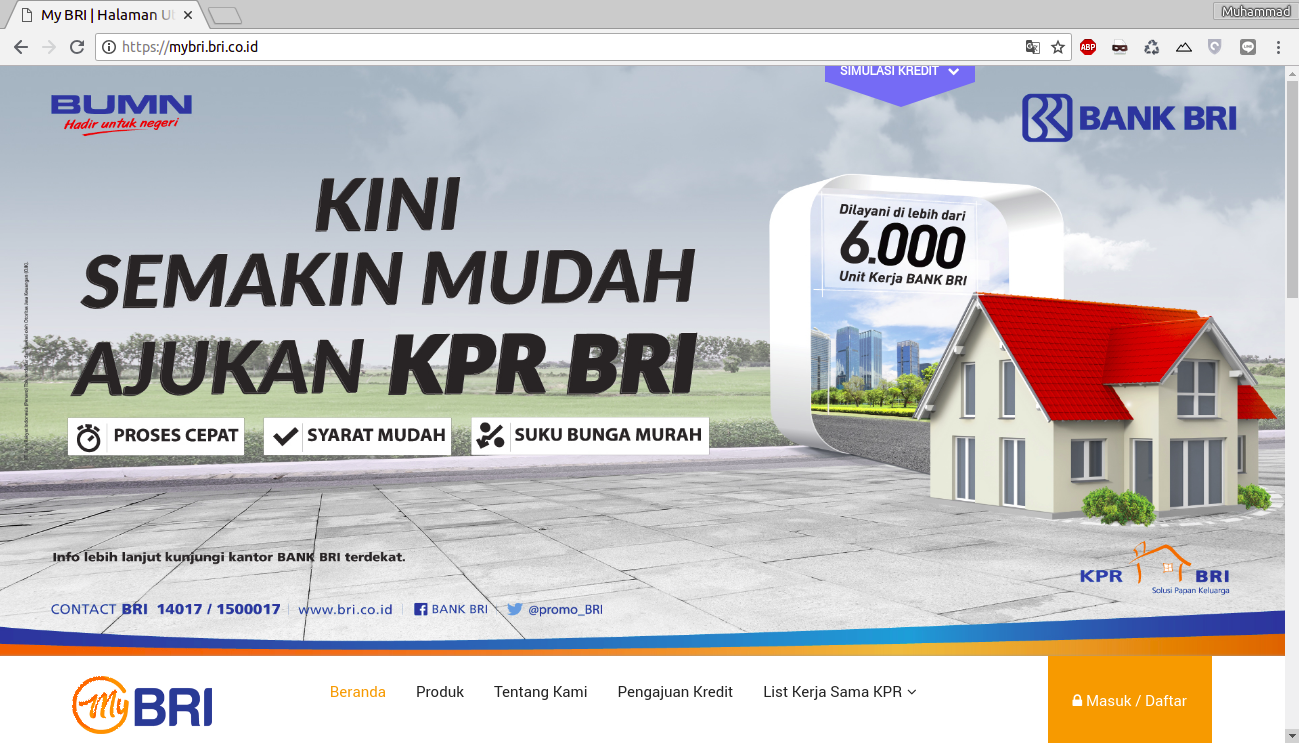 My BRI | Halaman Ut
Muhammad
https://mybri.bri.co.id
ABP
SIMULASI KREDIT
BUMN
Hadir untuk negeri
BANK BRI
KINI
SEMAKIN MUDAH
AJUKAN KPR BRI
Dilayani di lebih dari
6.000
Unit Kerja BANK BRI
PROSES CEPAT
SYARAT MUDAH
SUKU BUNGA MURAH
Info lebih lanjut kunjungi kantor BANK BRI terdekat.
CONTACT BRI 14017 / 1500017 | www.bri.co.id | BANK BRI @promo_BRI
KPR BRI
Solusi Papan Keluarga
My BRI
Beranda Produk Tentang Kami Pengajuan Kredit List Kerja Sama KPR
Masuk / Daftar